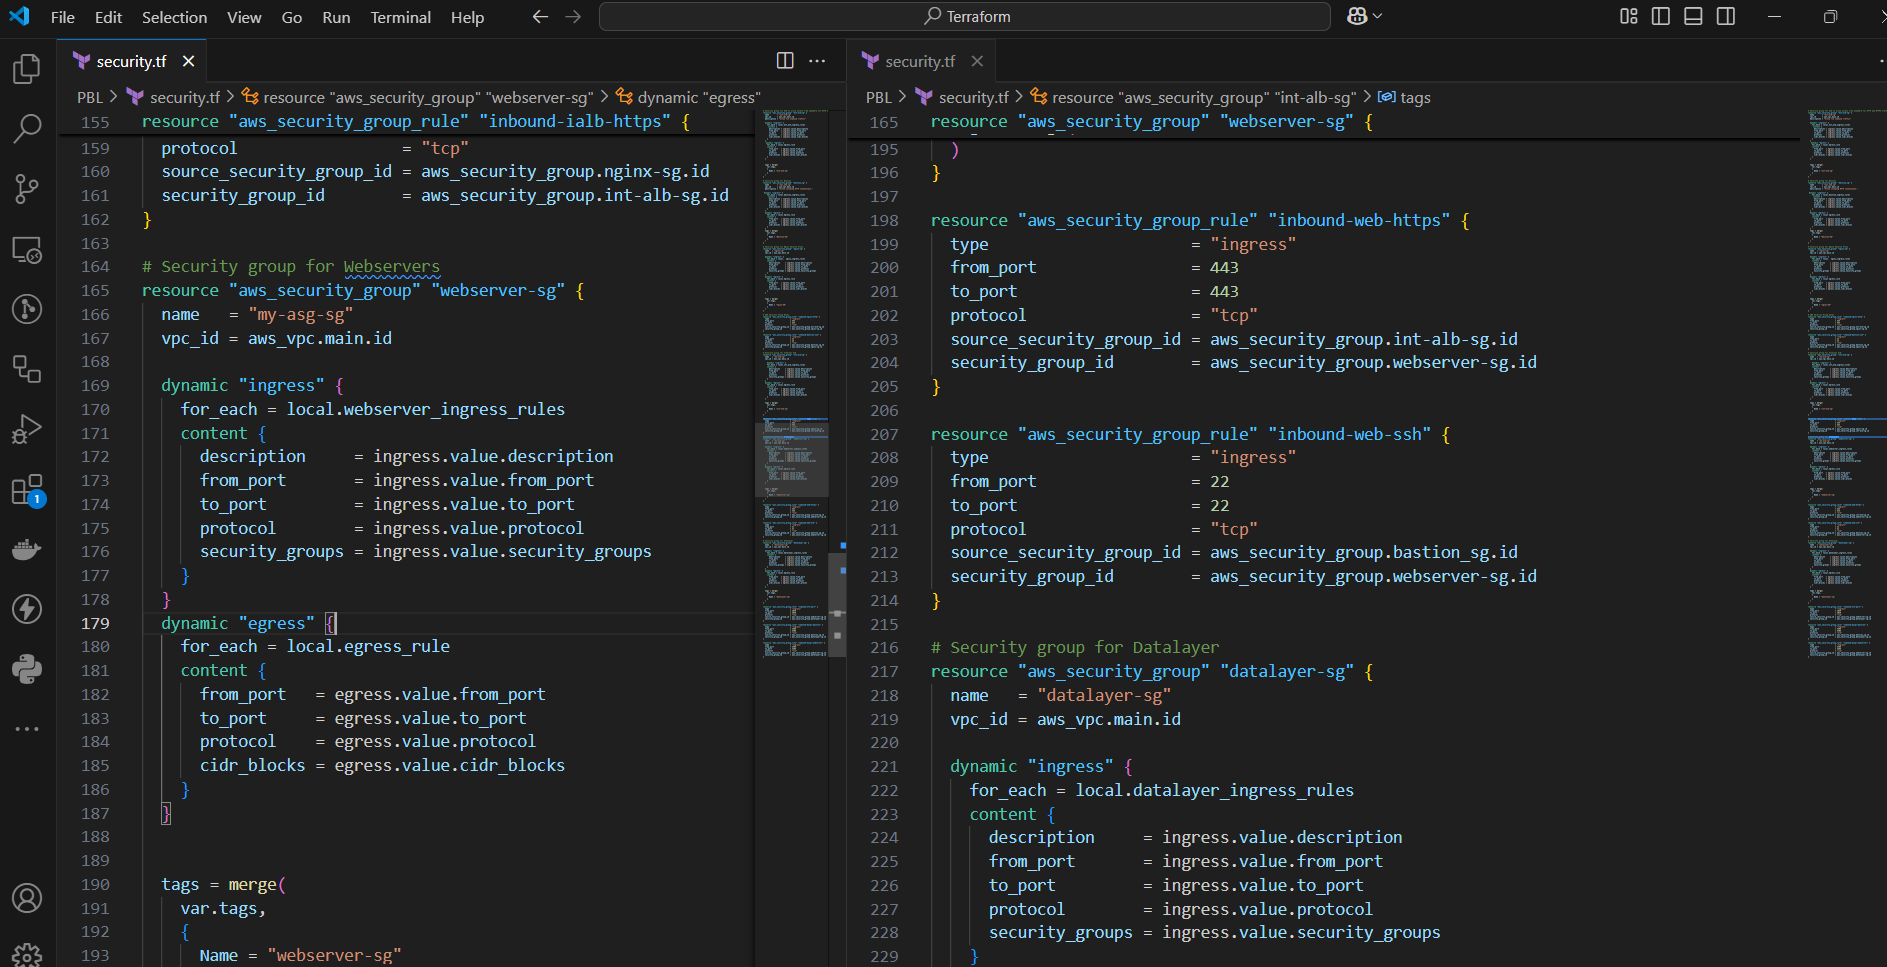 File Edit Selection View Go Run Terminal Help
Terraform
security.tf
PBL > security.tf > resource "aws_security_group" "webserver-sg" > dynamic "egress"
155 resource "aws_security_group_rule" "inbound-ialb-https" {
159 protocol = "tcp"
160 source_security_group_id = aws_security_group.nginx-sg.id
161 security_group_id = aws_security_group.int-alb-sg.id
162 }
163
164 # Security group for Webservers
165 resource "aws_security_group" "webserver-sg" {
166 name = "my-asg-sg"
167 vpc_id = aws_vpc.main.id
168
169 dynamic "ingress" {
170 for_each = local.webserver_ingress_rules
171 content {
172 description = ingress.value.description
173 from_port = ingress.value.from_port
174 to_port = ingress.value.to_port
175 protocol = ingress.value.protocol
176 security_groups = ingress.value.security_groups
177 }
178 }
179 dynamic "egress" {
180 for_each = local.egress_rule
181 content {
182 from_port = egress.value.from_port
183 to_port = egress.value.to_port
184 protocol = egress.value.protocol
185 cidr_blocks = egress.value.cidr_blocks
186 }
187 }
188
189
190 tags = merge(
191 var.tags,
192 {
193 Name = "webserver-sg"
1
security.tf
PBL > security.tf > resource "aws_security_group" "int-alb-sg" > tags
165 resource "aws_security_group" "webserver-sg" {
195 )
196 }
197
198 resource "aws_security_group_rule" "inbound-web-https" {
199 type = "ingress"
200 from_port = 443
201 to_port = 443
202 protocol = "tcp"
203 source_security_group_id = aws_security_group.int-alb-sg.id
204 security_group_id = aws_security_group.webserver-sg.id
205 }
206
207 resource "aws_security_group_rule" "inbound-web-ssh" {
208 type = "ingress"
209 from_port = 22
210 to_port = 22
211 protocol = "tcp"
212 source_security_group_id = aws_security_group.bastion_sg.id
213 security_group_id = aws_security_group.webserver-sg.id
214 }
215
216 # Security group for Datalayer
217 resource "aws_security_group" "datalayer-sg" {
218 name = "datalayer-sg"
219 vpc_id = aws_vpc.main.id
220
221 dynamic "ingress" {
222 for_each = local.datalayer_ingress_rules
223 content {
224 description = ingress.value.description
225 from_port = ingress.value.from_port
226 to_port = ingress.value.to_port
227 protocol = ingress.value.protocol
228 security_groups = ingress.value.security_groups
229 }